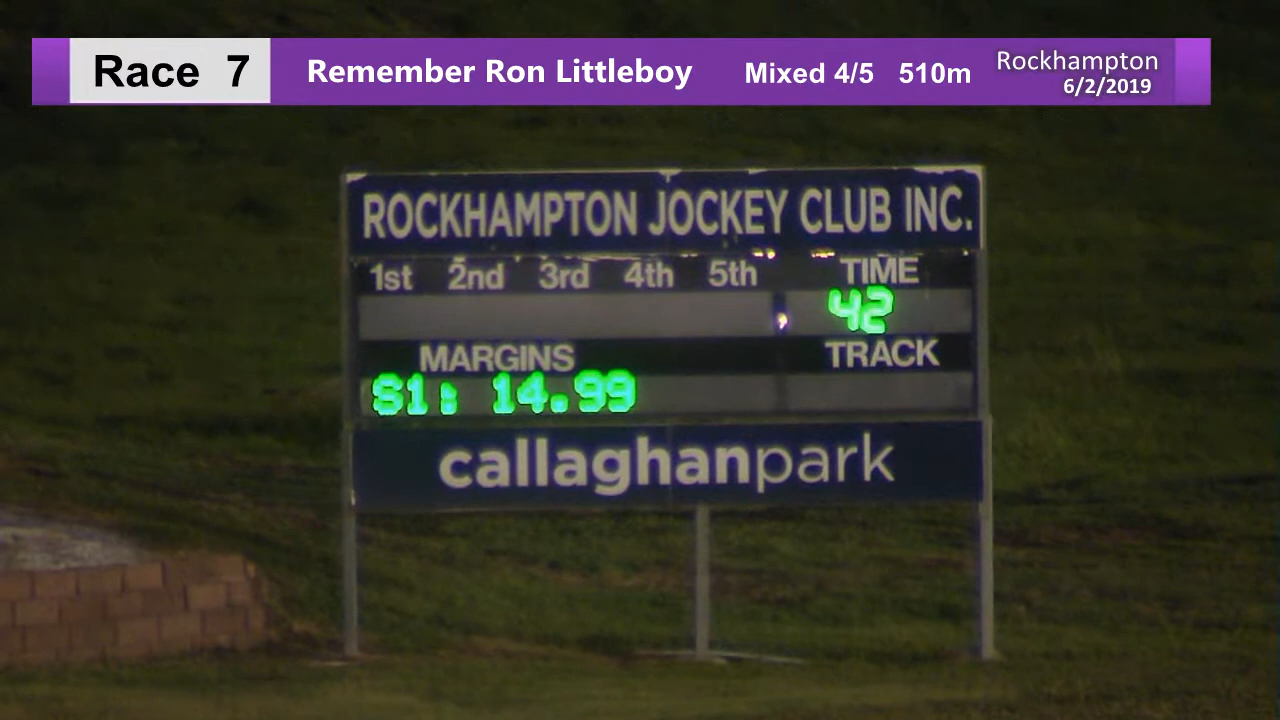 Race 7 Remember Ron Littleboy Mixed 4/5 510m Rockhampton
6/2/2019
ROCKHAMPTON JOCKEY CLUB INC.
1st 2nd 3rd 4th 5th TIME
42
MARGINS TRACK
S1: 14.99
callaghanpark